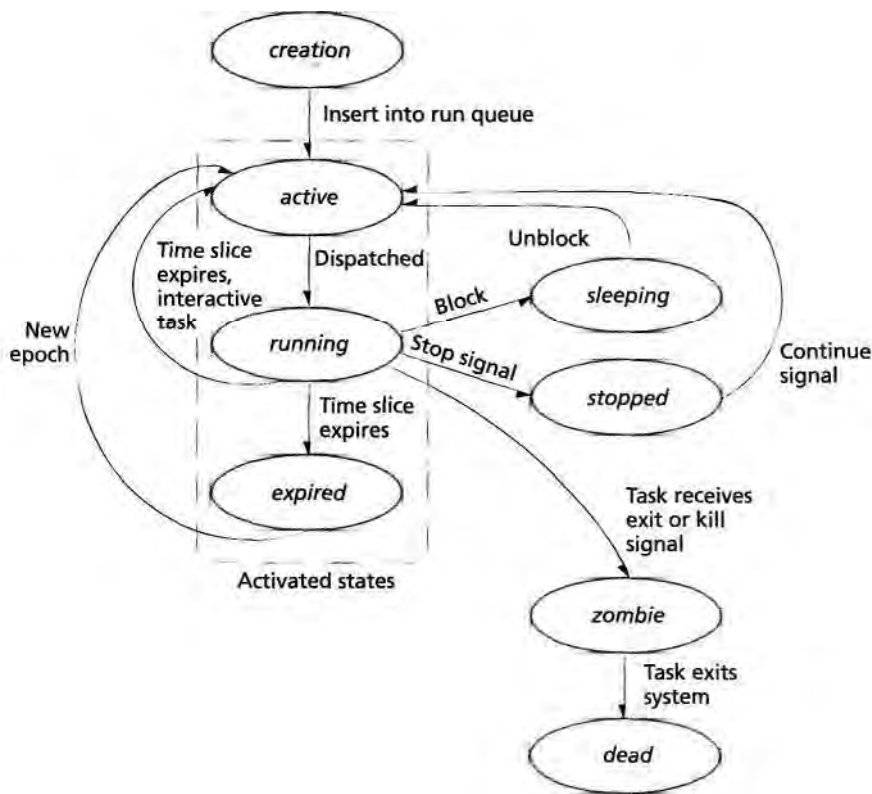 creation
Insert into run queue
active
Time slice
expires,
interactive
task
Dispatched
Unblock
Block
sleeping
New
epoch
running
Stop signal
stopped
Continue
signal
Time slice
expires
expired
Task receives
exit or kill
signal
Activated states
zombie
Task exits
system
dead